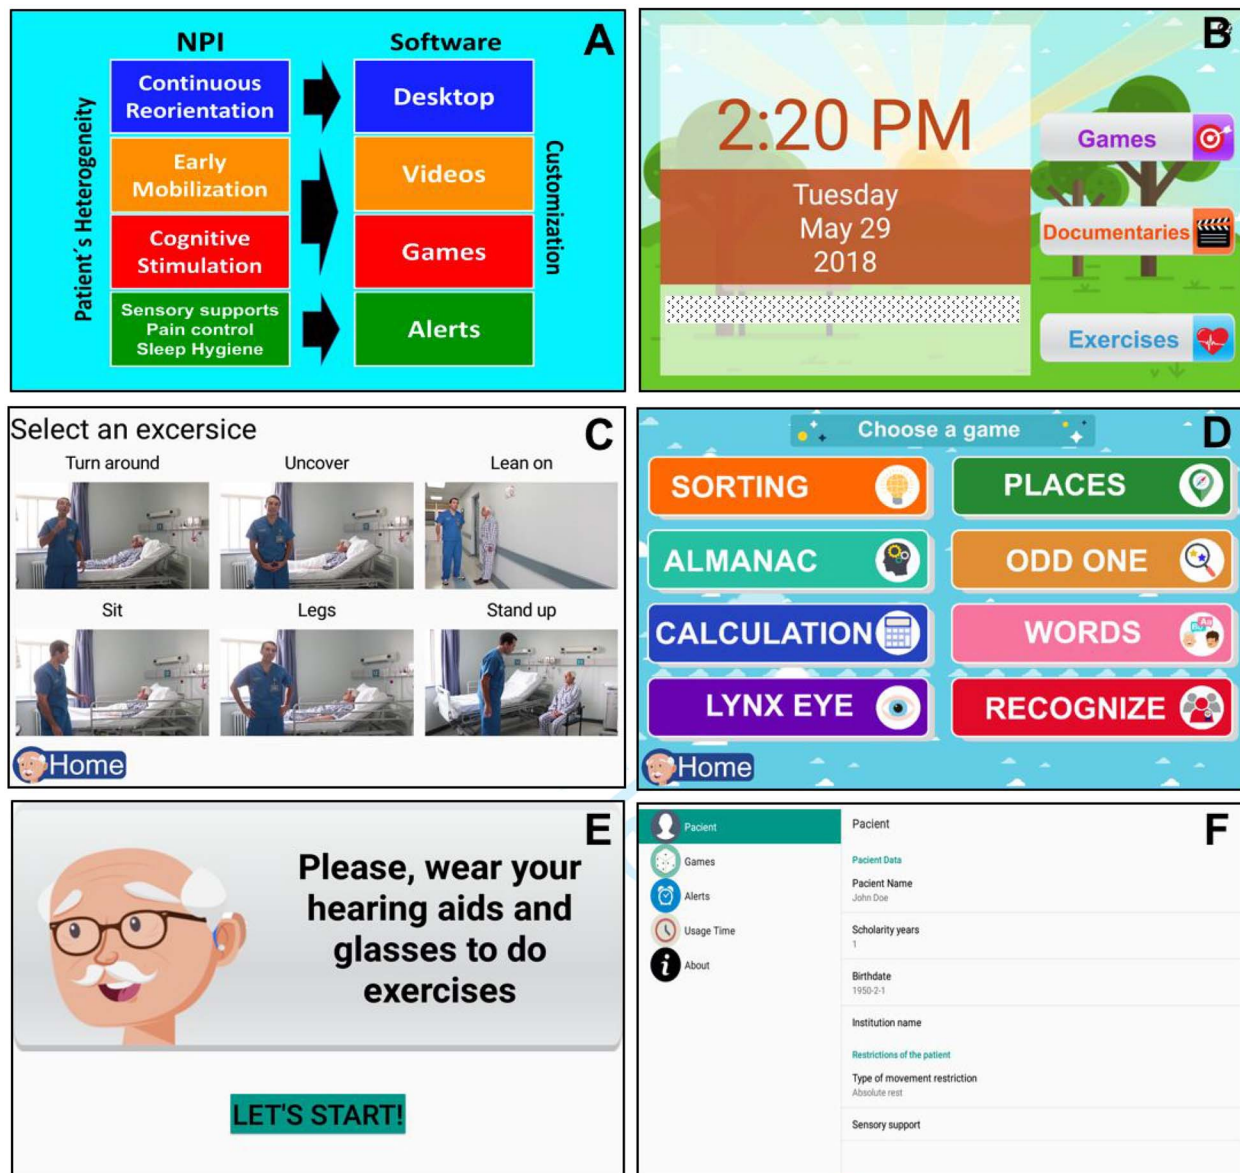 A
NPI
Software
Patient´s Heterogeneity
Continuous
Reorientation
Desktop
Early
Mobilization
Videos
Cognitive
Stimulation
Games
Sensory supports
Pain control
Sleep Hygiene
Alerts
Customization
B
2:20 PM
Tuesday
May 29
2018
Games
Documentaries
Exercises
C
Select an excersice
Turn around
Uncover
Lean on
Sit
Legs
Stand up
Home
D
Choose a game
SORTING
PLACES
ALMANAC
ODD ONE
CALCULATION
WORDS
LYNX EYE
RECOGNIZE
Home
E
Please, wear your
hearing aids and
glasses to do
exercises
LET'S START!
F
Pacient
Games
Alerts
Usage Time
About
Pacient
Pacient Data
Pacient Name
John Doe
Scholarity years
1
Birthdate
1950-2-1
Institution name
Restrictions of the patient
Type of movement restriction
Absolute rest
Sensory support